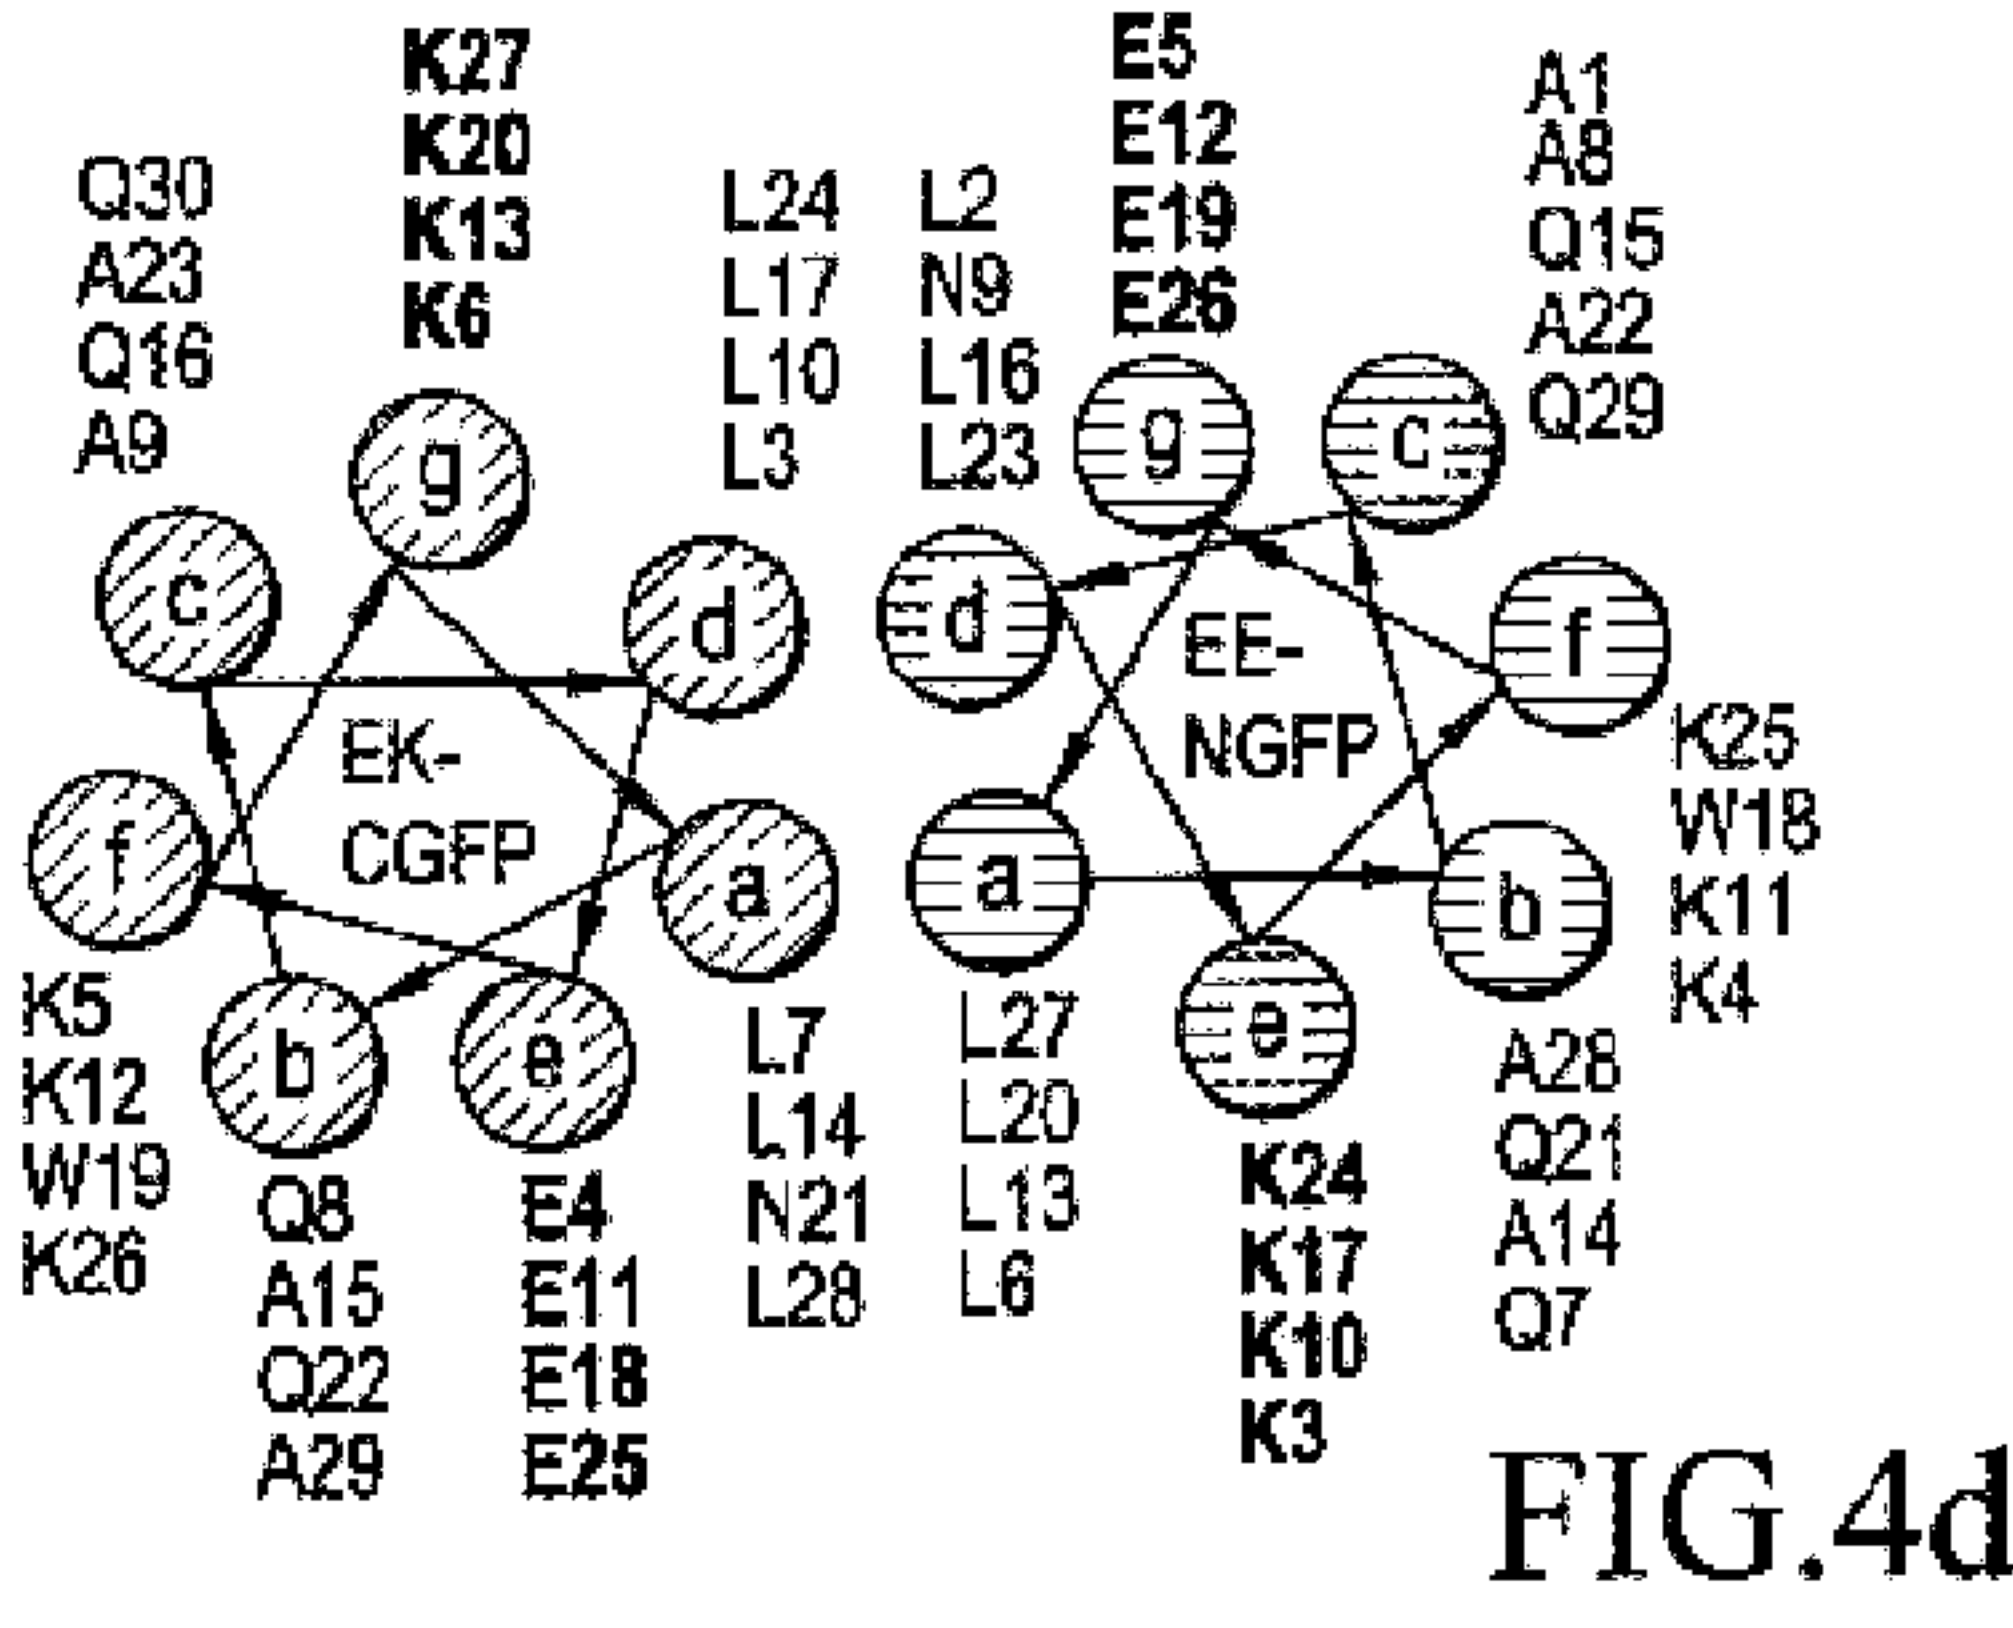 K27
K20
K13
K6
Q30
A23
Q16
A9
L24
L17
L10
L3
L2
N9
L16
L23
E5
E12
E19
E26
A1
A8
Q15
A22
Q29
g
c
d
f
a
b
e
EK-
CGFP
g
c
d
f
a
b
e
EE-
NGFP
K5
K12
W19
K26
Q8
A15
Q22
A29
E4
E11
E18
E25
L7
L14
N21
L28
L27
L20
L13
L6
K24
K17
K10
K3
A28
Q21
A14
Q7
K25
W18
K11
K4
FIG.4d